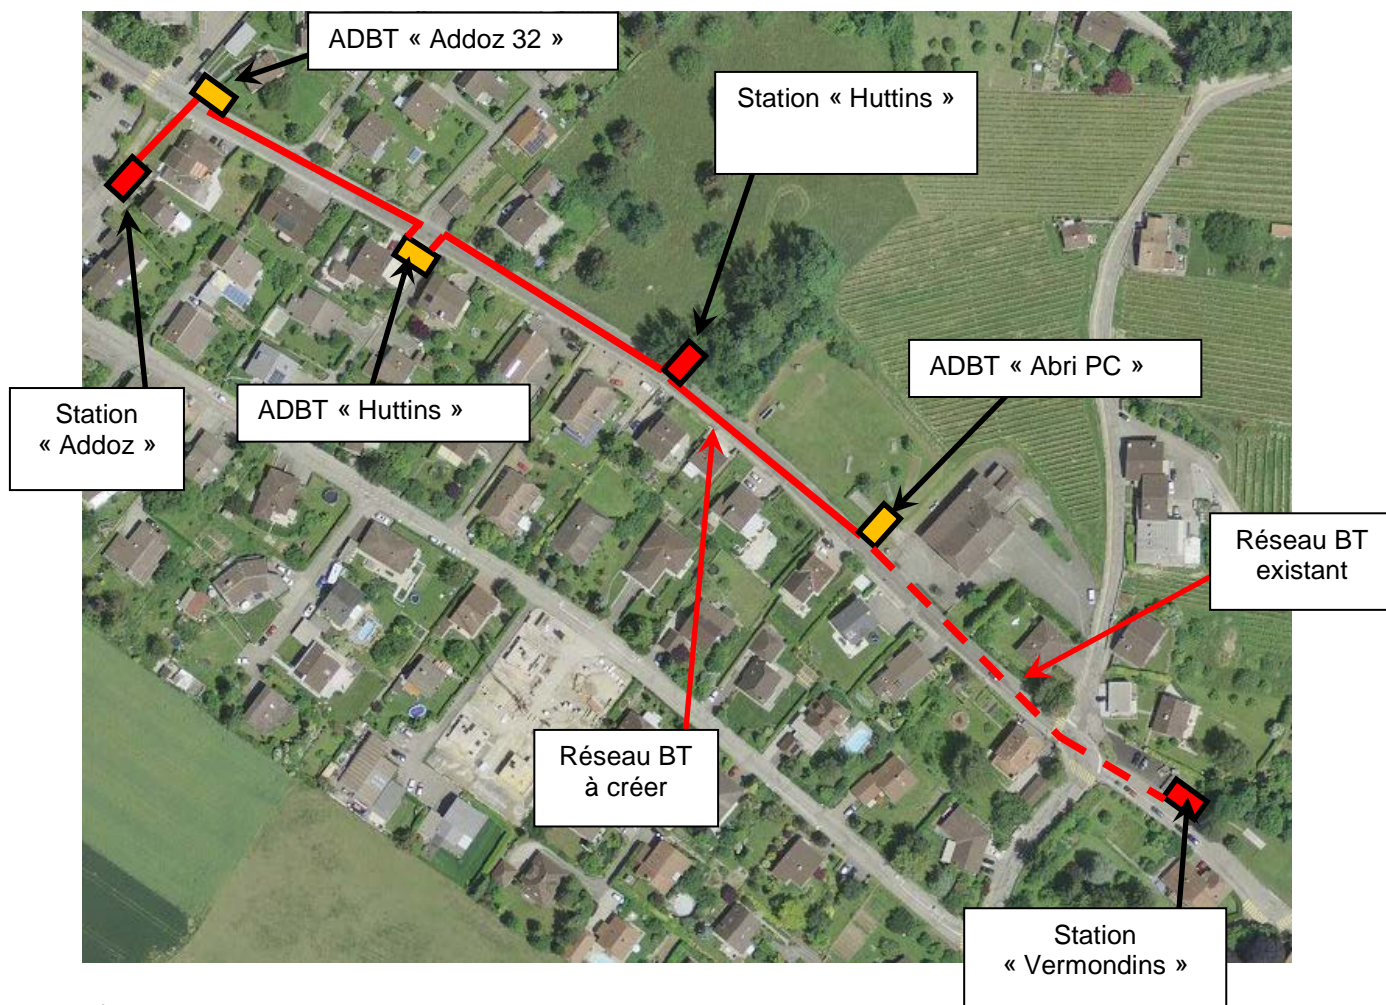 ADBT « Addoz 32 »
Station « Huttins »
ADBT « Abri PC »
Station
« Addoz »
ADBT « Huttins »
Réseau BT
existant
Réseau BT
à créer
Station
« Vermondins »